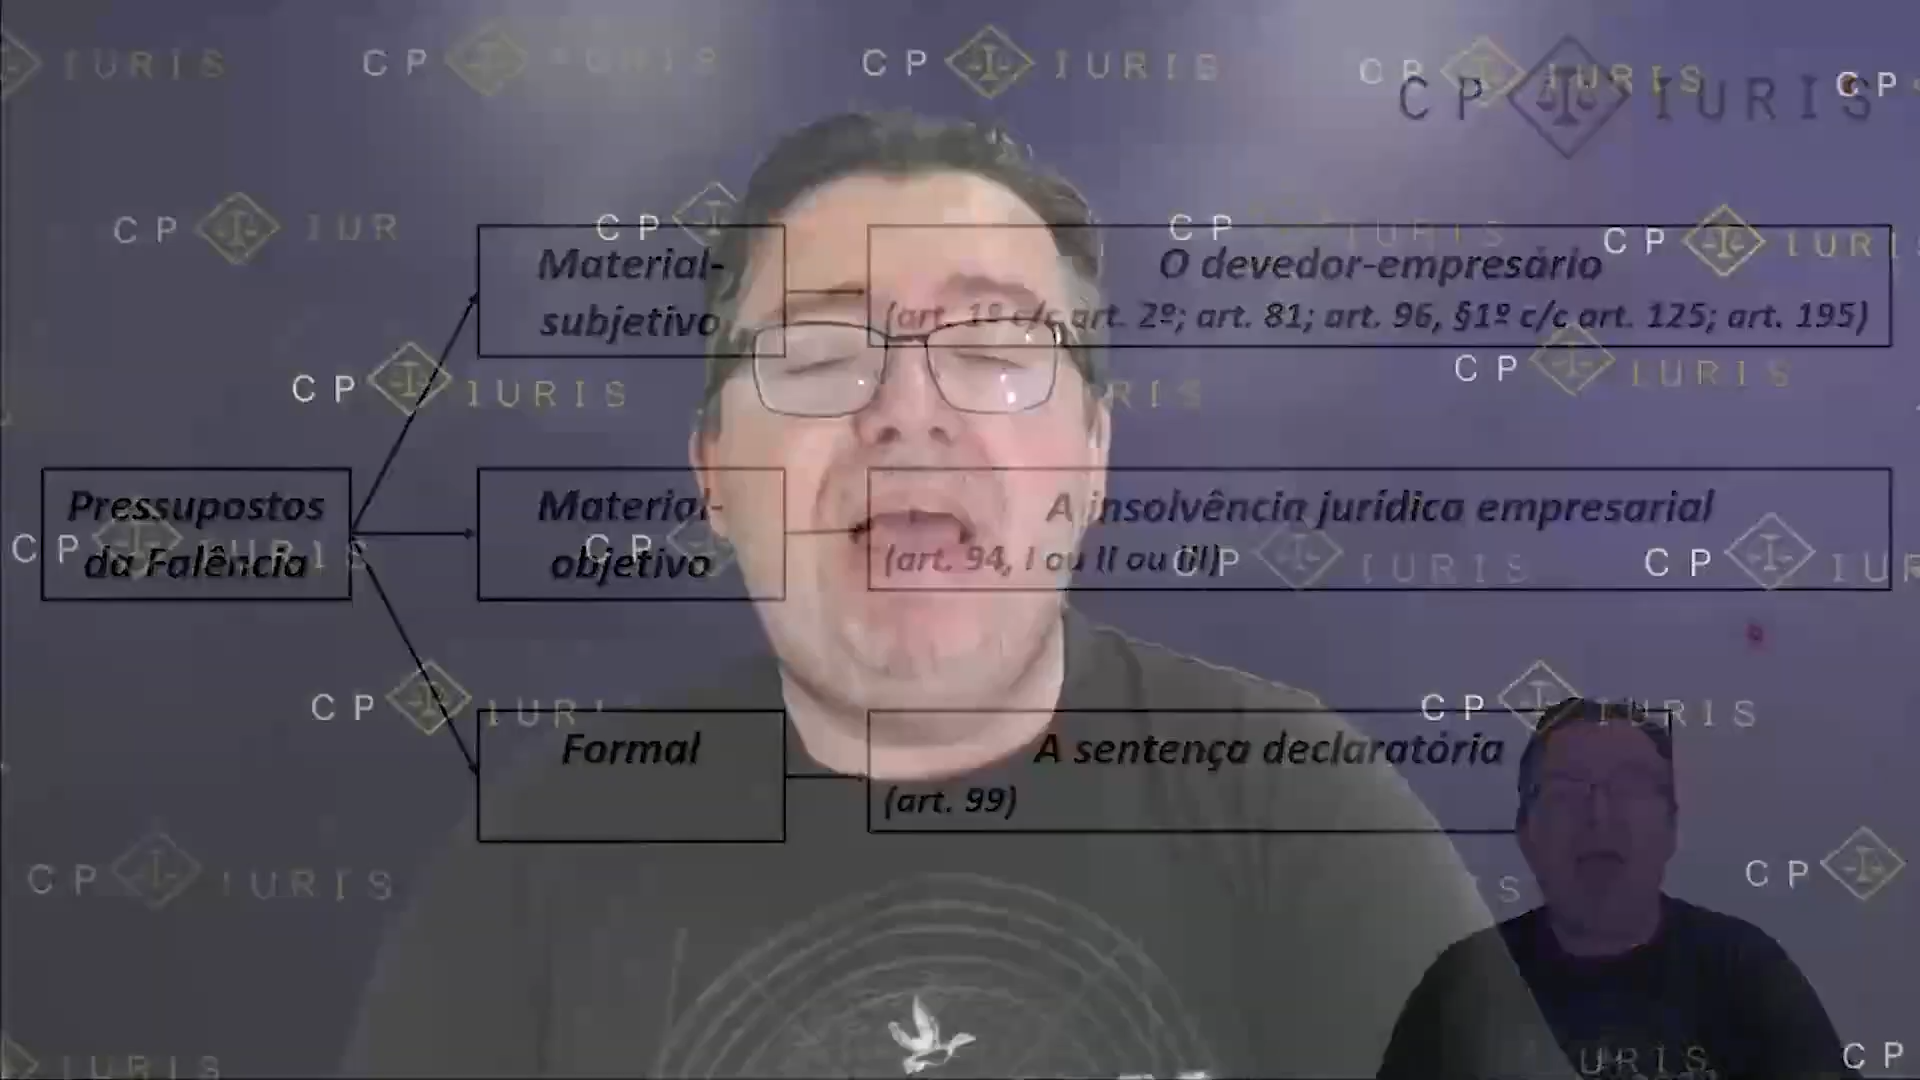 CP IURIS
CP IURIS
Material-
subjetivo
O devedor-empresário
(art. 1º c/c art. 2º; art. 81; art. 96, §1º c/c art. 125; art. 195)
Pressupostos
da Falência
Material-
objetivo
A insolvência jurídica empresarial
(art. 94, I ou II ou III)
Formal
A sentença declaratória
(art. 99)